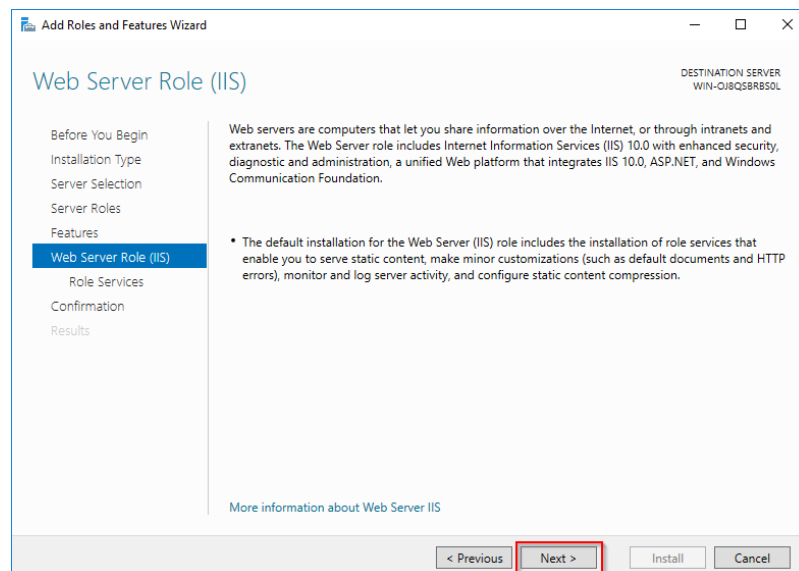 Add Roles and Features Wizard
Web Server Role (IIS)
DESTINATION SERVER
WIN-OJ8QSBRBS0L
Before You Begin
Installation Type
Server Selection
Server Roles
Features
Web Server Role (IIS)
Role Services
Confirmation
Results
Web servers are computers that let you share information over the Internet, or through intranets and
extranets. The Web Server role includes Internet Information Services (IIS) 10.0 with enhanced security,
diagnostic and administration, a unified Web platform that integrates IIS 10.0, ASP.NET, and Windows
Communication Foundation.
• The default installation for the Web Server (IIS) role includes the installation of role services that
enable you to serve static content, make minor customizations (such as default documents and HTTP
errors), monitor and log server activity, and configure static content compression.
More information about Web Server IIS
< Previous
Next >
Install
Cancel